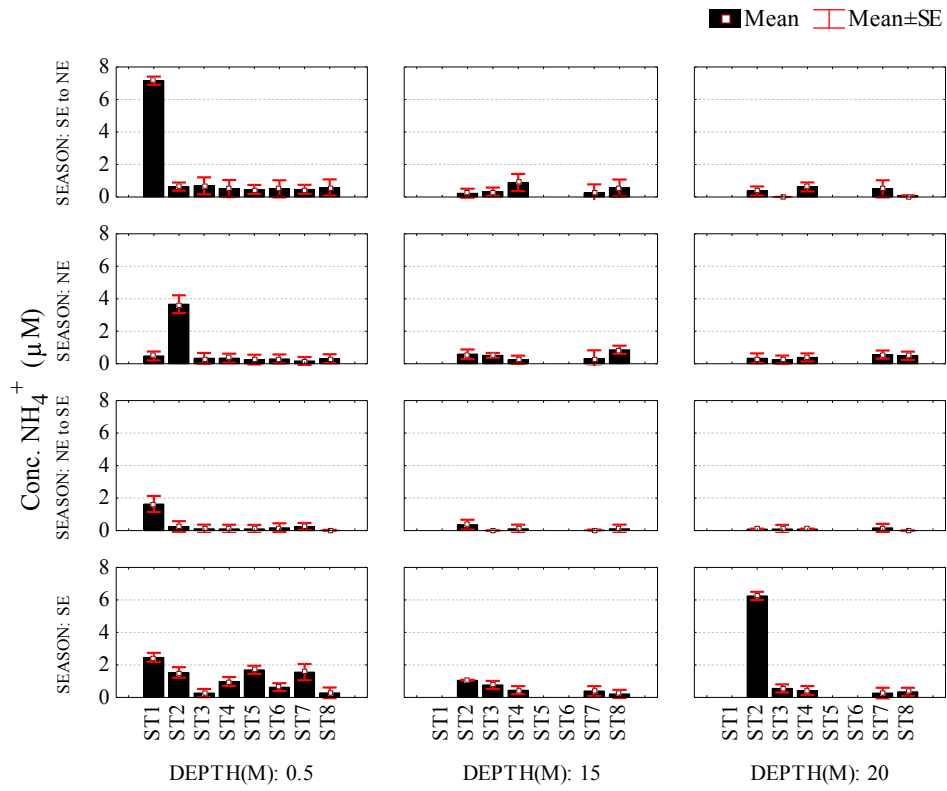 Mean Mean±SE
Conc. NH4+ (µM)
SEASON: SE to NE
8
6
4
2
0
SEASON: NE
8
6
4
2
0
SEASON: NE to SE
8
6
4
2
0
SEASON: SE
8
6
4
2
0
ST1 ST2 ST3 ST4 ST5 ST6 ST7 ST8
ST1 ST2 ST3 ST4 ST5 ST6 ST7 ST8
ST1 ST2 ST3 ST4 ST5 ST6 ST7 ST8
DEPTH(M): 0.5 DEPTH(M): 15 DEPTH(M): 20